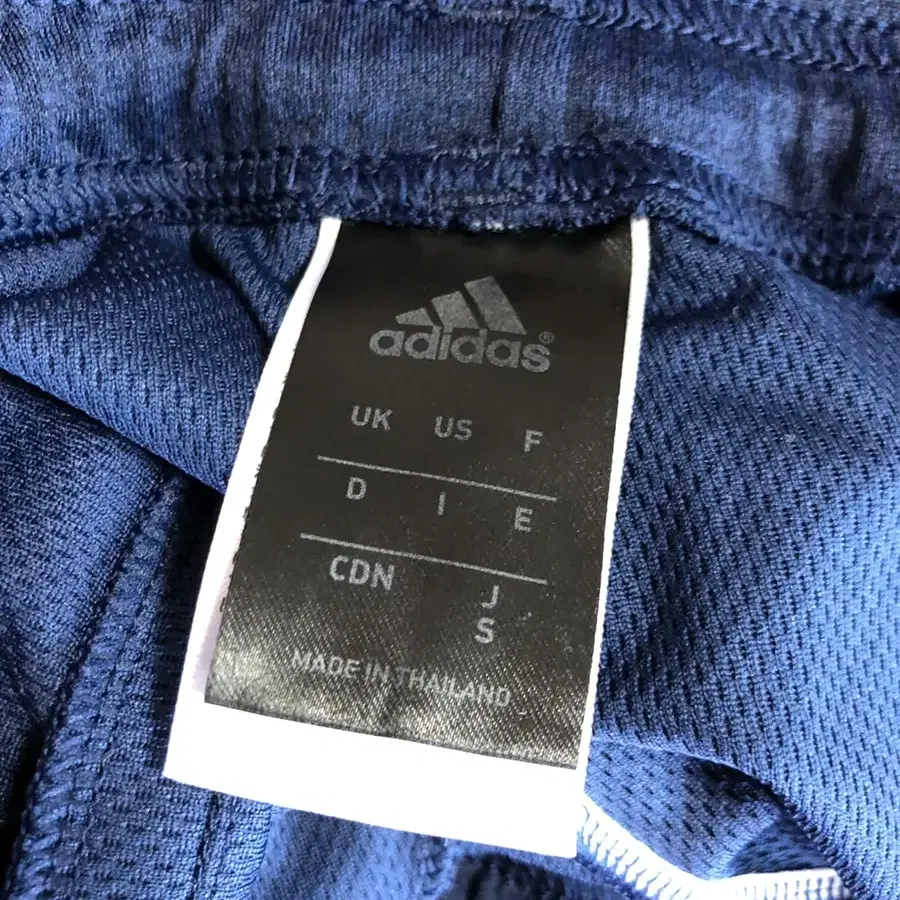 adidas®
UK US F
D I E
CDN J
S
MADE IN THAILAND